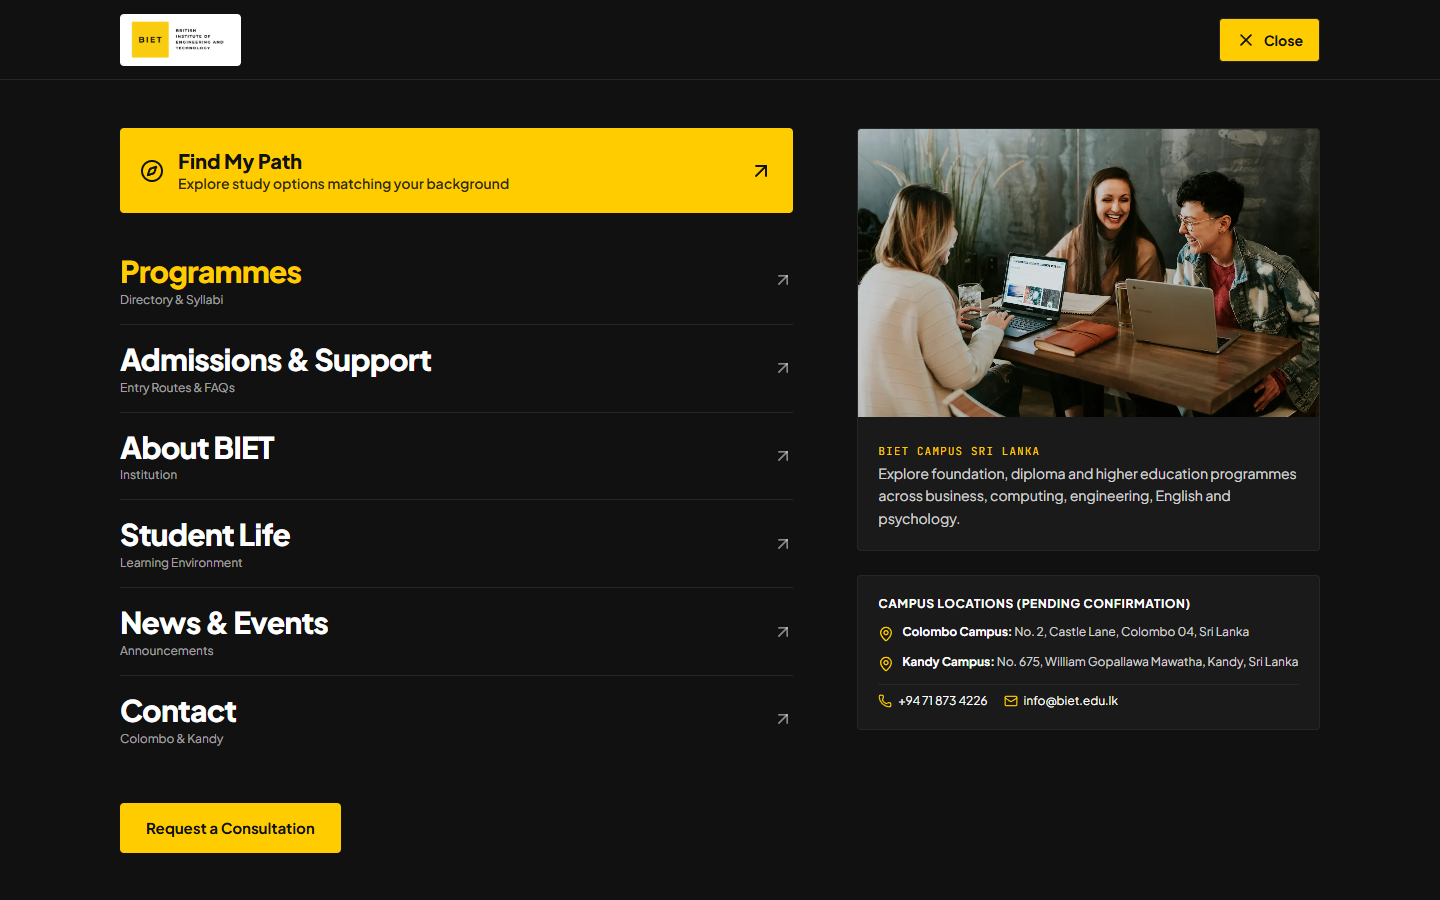 BIET
BRITISH
INSTITUTE OF
ENGINEERING AND
TECHNOLOGY
Close
Find My Path
Explore study options matching your background
Programmes
Directory & Syllabi
Admissions & Support
Entry Routes & FAQs
About BIET
Institution
Student Life
Learning Environment
News & Events
Announcements
Contact
Colombo & Kandy
Request a Consultation
BIET CAMPUS SRI LANKA
Explore foundation, diploma and higher education programmes
across business, computing, engineering, English and
psychology.
CAMPUS LOCATIONS (PENDING CONFIRMATION)
Colombo Campus: No. 2, Castle Lane, Colombo 04, Sri Lanka
Kandy Campus: No. 675, William Gopallawa Mawatha, Kandy, Sri Lanka
+94 71 873 4226
info@biet.edu.lk